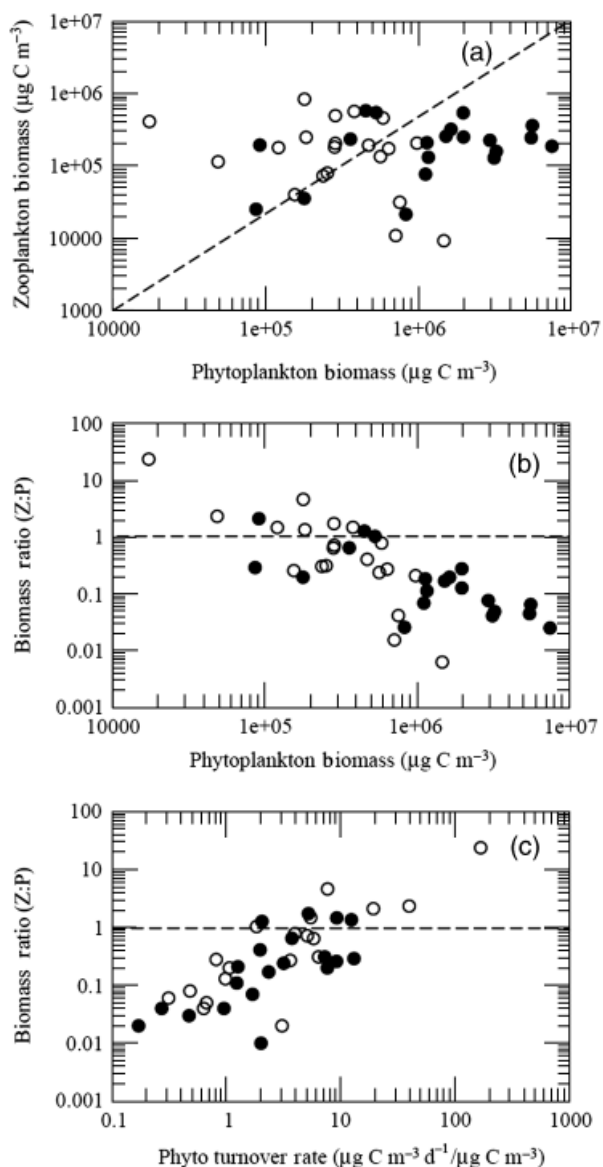 1e+07
(a)
1e+06
1e+05
10000
1000
Zooplankton biomass (µg C m⁻³)
10000 1e+05 1e+06 1e+07
Phytoplankton biomass (µg C m⁻³)
100
(b)
10
1
0.1
0.01
0.001
Biomass ratio (Z:P)
10000 1e+05 1e+06 1e+07
Phytoplankton biomass (µg C m⁻³)
100
(c)
10
1
0.1
0.01
0.001
Biomass ratio (Z:P)
0.1 1 10 100 1000
Phyto turnover rate (µg C m⁻³ d⁻¹/µg C m⁻³)